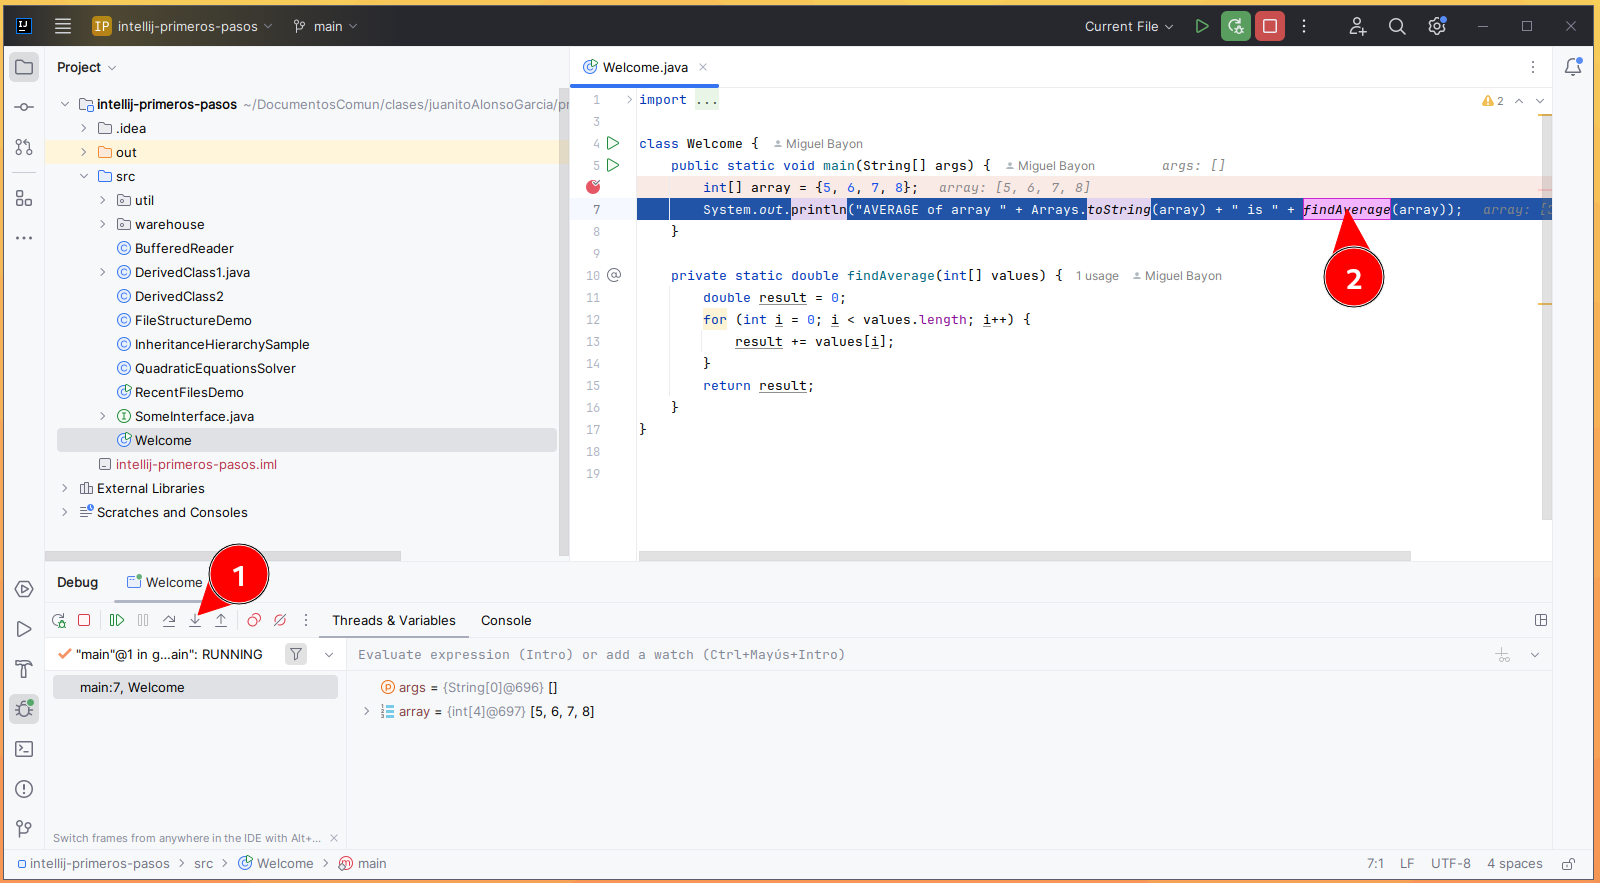 IJ
IP intellij-primeros-pasos main Current File
Project
intellij-primeros-pasos ~/DocumentosComun/clases/juanitoAlonsoGarcia/pr
.idea
out
src
util
warehouse
BufferedReader
DerivedClass1.java
DerivedClass2
FileStructureDemo
InheritanceHierarchySample
QuadraticEquationsSolver
RecentFilesDemo
SomeInterface.java
Welcome
intellij-primeros-pasos.iml
External Libraries
Scratches and Consoles
Welcome.java
2
1 import ...
3
4 class Welcome { Miguel Bayon
5 public static void main(String[] args) { Miguel Bayon args: []
int[] array = {5, 6, 7, 8}; array: [5, 6, 7, 8]
7 System.out.println("AVERAGE of array " + Arrays.toString(array) + " is " + findAverage(array)); array: [5
8 }
9
10 @ private static double findAverage(int[] values) { 1 usage Miguel Bayon
11 double result = 0;
12 for (int i = 0; i < values.length; i++) {
13 result += values[i];
14 }
15 return result;
16 }
17 }
18
19
2
1
Debug Welcome
Threads & Variables Console
"main"@1 in g...ain": RUNNING
main:7, Welcome
Evaluate expression (Intro) or add a watch (Ctrl+Mayús+Intro)
args = {String[0]@696} []
array = {int[4]@697} [5, 6, 7, 8]
Switch frames from anywhere in the IDE with Alt+...
intellij-primeros-pasos > src > Welcome > main
7:1 LF UTF-8 4 spaces